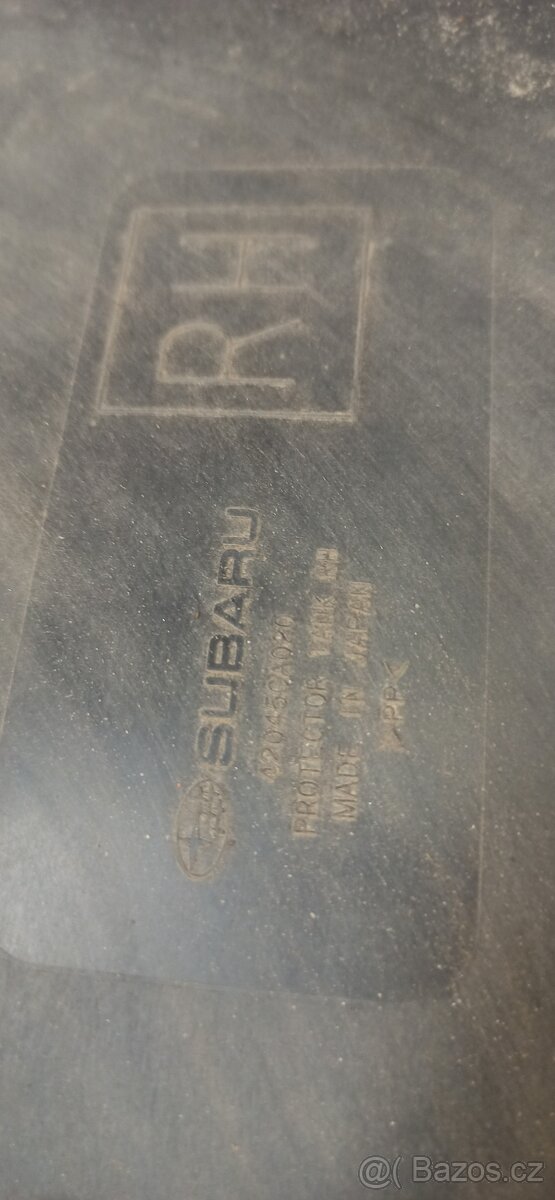 RH
SUBARU
42045CA020
PROTECTOR TANK RH
MADE IN JAPAN
>PP<
@( Bazos.cz